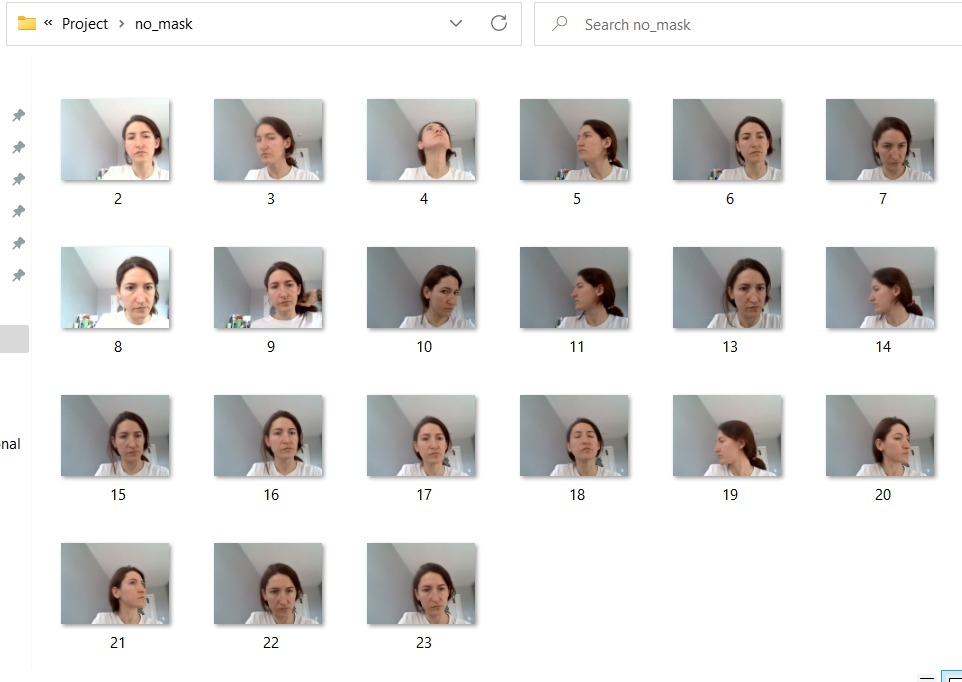 « Project > no_mask
Search no_mask
2 3 4 5 6 7
8 9 10 11 13 14
nal
15 16 17 18 19 20
21 22 23